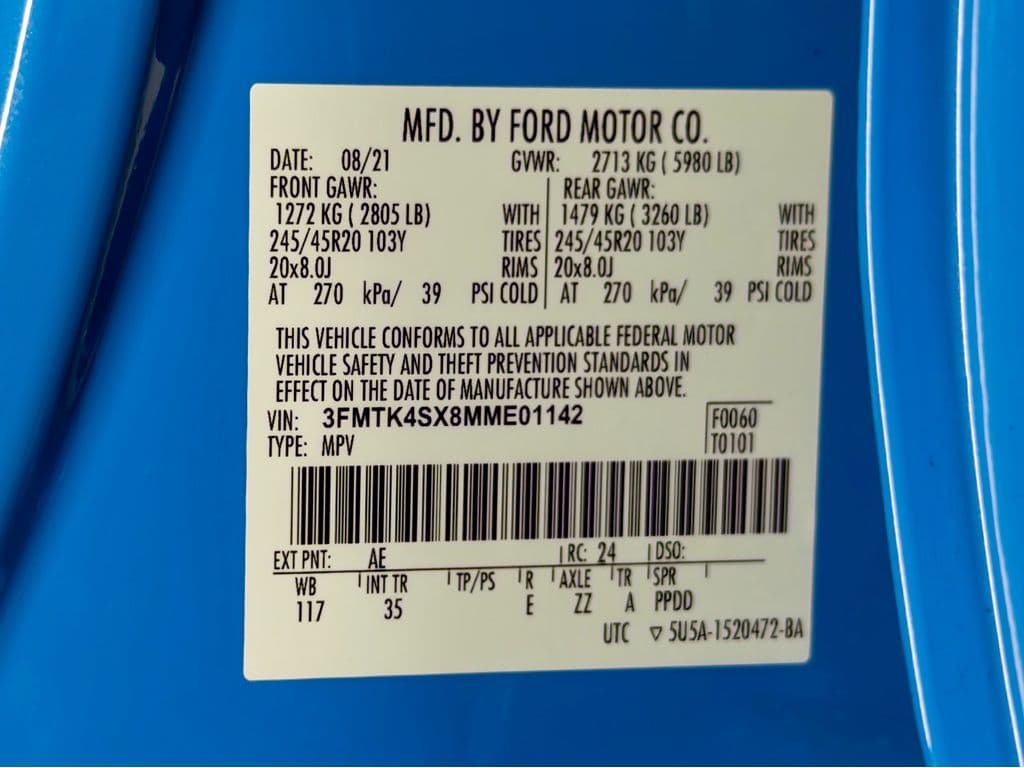 MFD. BY FORD MOTOR CO.
DATE: 08/21 GVWR: 2713 KG ( 5980 LB)
FRONT GAWR: REAR GAWR:
1272 KG ( 2805 LB) WITH 1479 KG ( 3260 LB) WITH
245/45R20 103Y TIRES 245/45R20 103Y TIRES
20x8.0J RIMS 20x8.0J RIMS
AT 270 kPa/ 39 PSI COLD AT 270 kPa/ 39 PSI COLD
THIS VEHICLE CONFORMS TO ALL APPLICABLE FEDERAL MOTOR
VEHICLE SAFETY AND THEFT PREVENTION STANDARDS IN
EFFECT ON THE DATE OF MANUFACTURE SHOWN ABOVE.
VIN: 3FMTK4SX8MME01142 F0060
TYPE: MPV T0101
EXT PNT: AE RC: 24 DSO:
WB INT TR TP/PS R AXLE TR SPR
117 35 E ZZ A PPDD
UTC ▽ 5U5A-1520472-BA